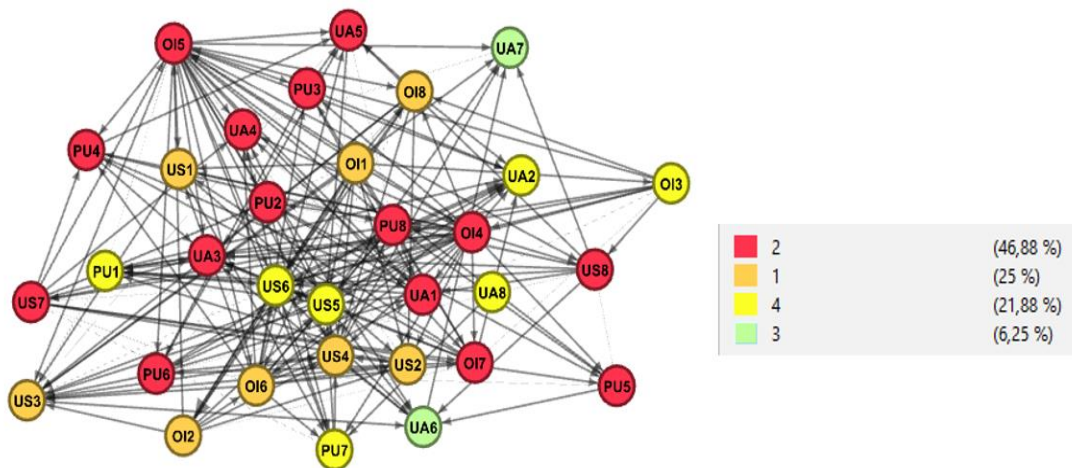 OI5
UA5
UA7
PU3
OI8
UA4
PU4
US1
OI1
UA2
OI3
PU2
PU8
OI4
UA3
PU1
US6
US8
US7
US5
UA1
UA8
US4
US2
OI7
PU6
OI6
PU5
US3
OI2
UA6
PU7
2 (46,88 %)
1 (25 %)
4 (21,88 %)
3 (6,25 %)